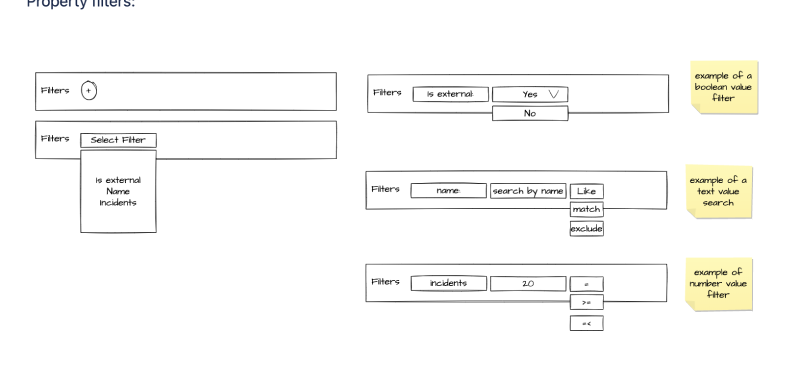 Property filters:
Filters +
Filters Select Filter
Is external
Name
Incidents
Filters Is external: Yes
No
example of a
boolean value
filter
Filters name: search by name Like
match
exclude
example of a
text value
search
Filters incidents 20 =
>=
=<
example of
number value
filter